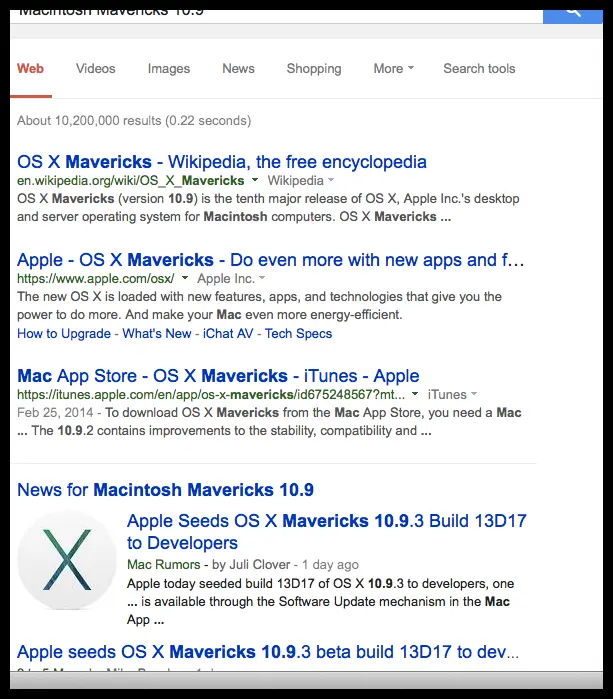 Macintosh Mavericks 10.9
Web Videos Images News Shopping More Search tools
About 10,200,000 results (0.22 seconds)
OS X Mavericks - Wikipedia, the free encyclopedia
en.wikipedia.org/wiki/OS_X_Mavericks Wikipedia
OS X Mavericks (version 10.9) is the tenth major release of OS X, Apple Inc.'s desktop
and server operating system for Macintosh computers. OS X Mavericks ...
Apple - OS X Mavericks - Do even more with new apps and f...
https://www.apple.com/osx/ Apple Inc.
The new OS X is loaded with new features, apps, and technologies that give you the
power to do more. And make your Mac even more energy-efficient.
How to Upgrade - What's New - iChat AV - Tech Specs
Mac App Store - OS X Mavericks - iTunes - Apple
https://itunes.apple.com/en/app/os-x-mavericks/id675248567?mt... iTunes
Feb 25, 2014 - To download OS X Mavericks from the Mac App Store, you need a Mac
... The 10.9.2 contains improvements to the stability, compatibility and ...
News for Macintosh Mavericks 10.9
Apple Seeds OS X Mavericks 10.9.3 Build 13D17
to Developers
Mac Rumors - by Juli Clover - 1 day ago
Apple today seeded build 13D17 of OS X 10.9.3 to developers, one
... is available through the Software Update mechanism in the Mac
App ...
Apple seeds OS X Mavericks 10.9.3 beta build 13D17 to dev...